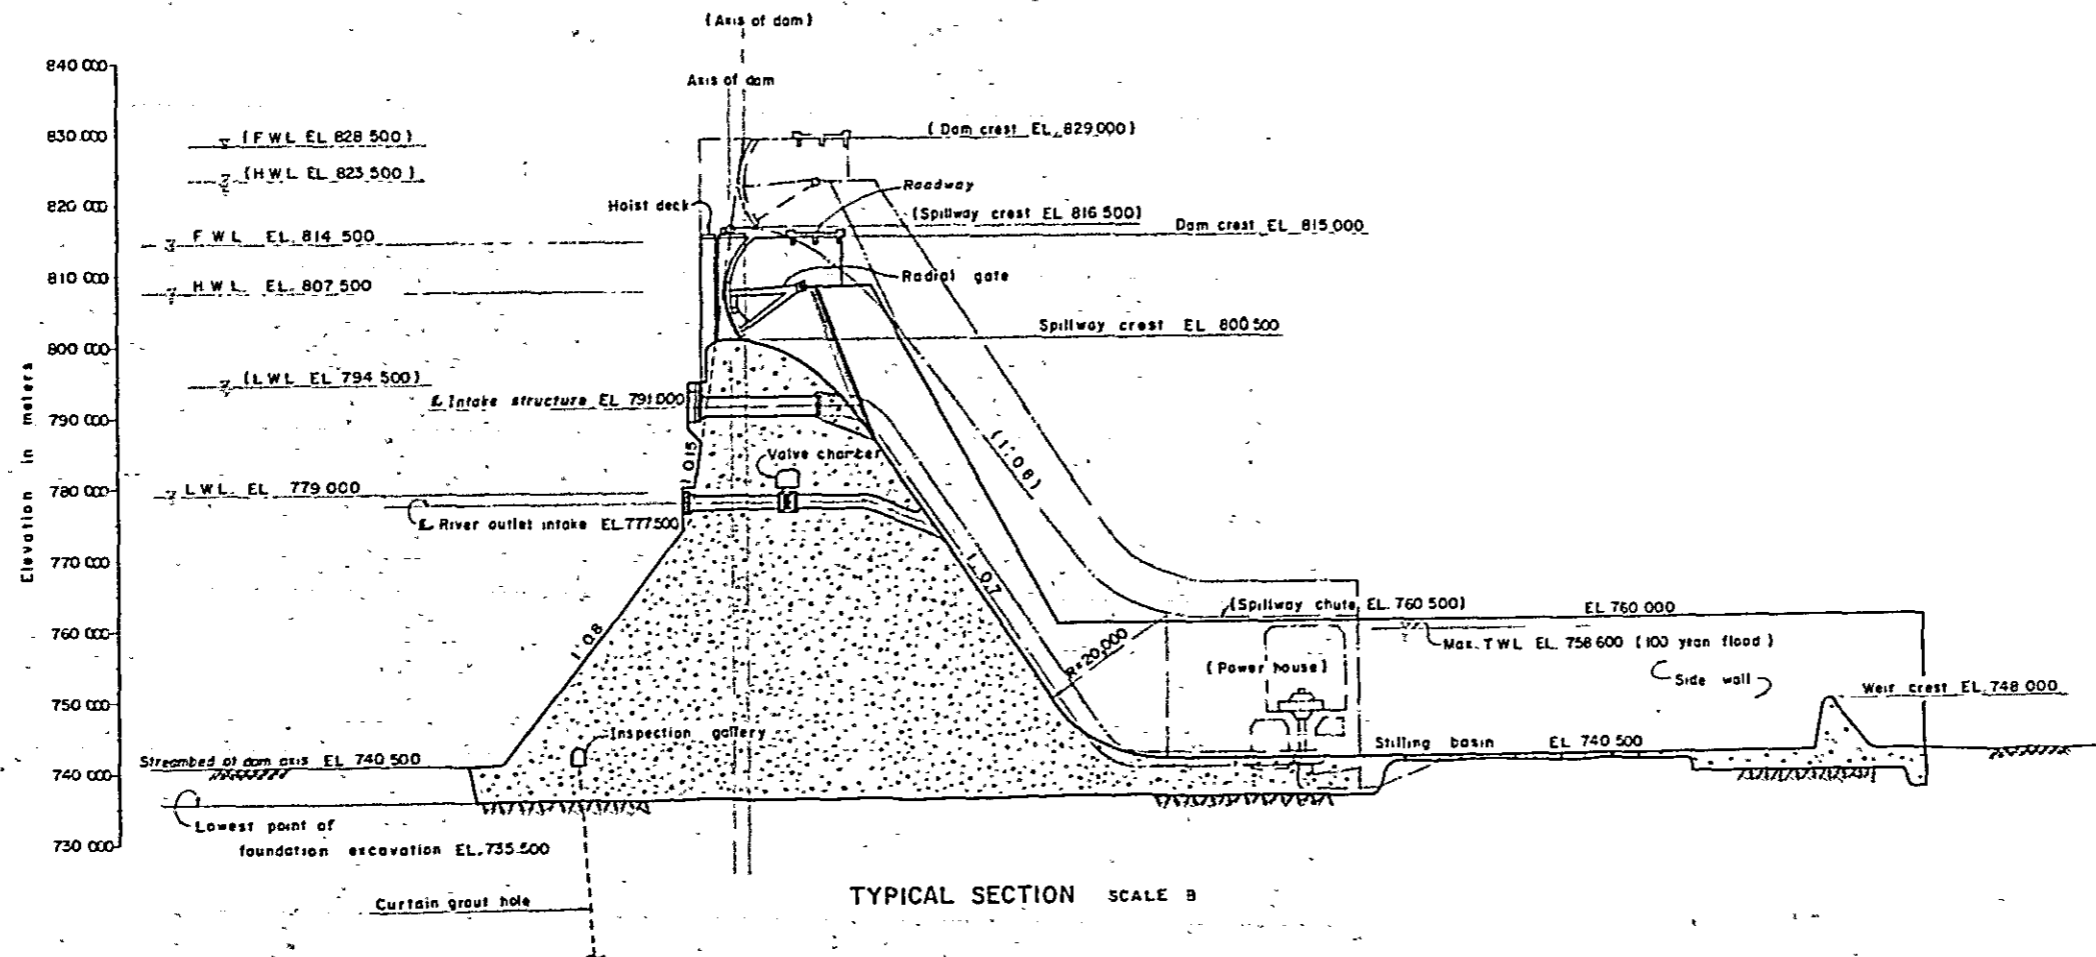 (Axis of dam)
Axis of dam
840 000
830 000
820 000
810 000
800 000
790 000
780 000
770 000
760 000
750 000
740 000
730 000
Elevation in meters
(F W L EL 828 500)
(H W L EL 823 500)
F W L EL. 814 500
H W L. EL. 807 500
(L W L EL 794 500)
L W L. EL 779 000
(Dam crest EL. 829.000)
Roadway
Hoist deck
(Spillway crest EL 816 500)
Dam crest EL 815 000
Radial gate
Spillway crest EL 800 500
℄ Intake structure EL 791 000
1 0 15
Valve chamber
℄ River outlet intake EL 777 500
(1:0 8)
1 0.7
1:0 8
R=20,000
(Spillway chute EL. 760 500)
EL 760 000
Max. T W L EL. 758 600 (100 year flood)
(Power house)
Side wall
Weir crest EL. 748 000
Inspection gallery
Stilling basin EL 740 500
Streambed at dam axis EL 740 500
Lowest point of
foundation excavation EL. 735.500
Curtain grout hole
TYPICAL SECTION SCALE B